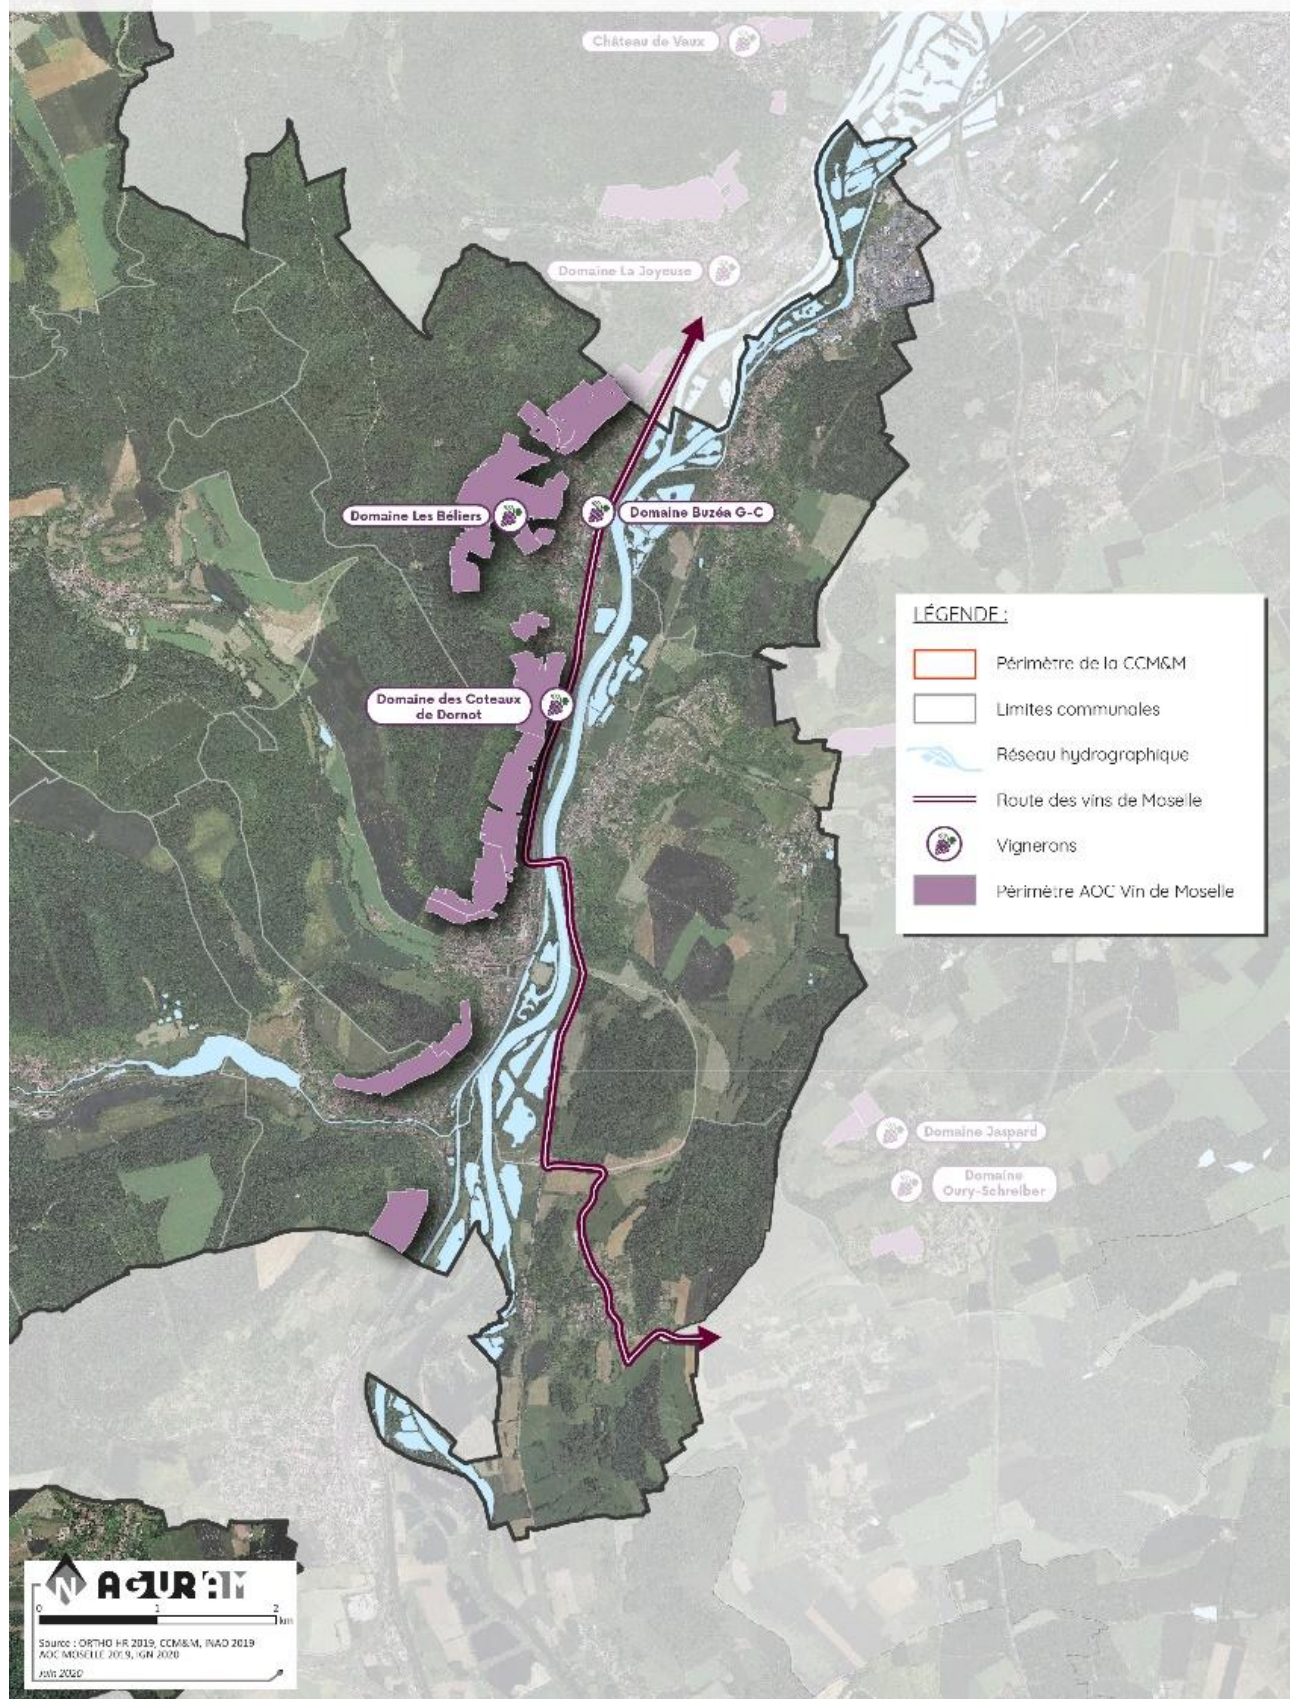 Château de Vaux
Domaine La Joyeuse
Domaine Les Béliers
Domaine Buzéa G-C
Domaine des Coteaux
de Dornot
LÉGENDE :
Périmètre de la CCM&M
Limites communales
Réseau hydrographique
Route des vins de Moselle
Vignerons
Périmètre AOC Vin de Moselle
Domaine Jaspard
Domaine
Oury-Schreiber
N AGURAM
0 1 2
km
Source : ORTHO HR 2019, CCM&M, INAO 2019
AOC MOSELLE 2019, IGN 2020
Juin 2020